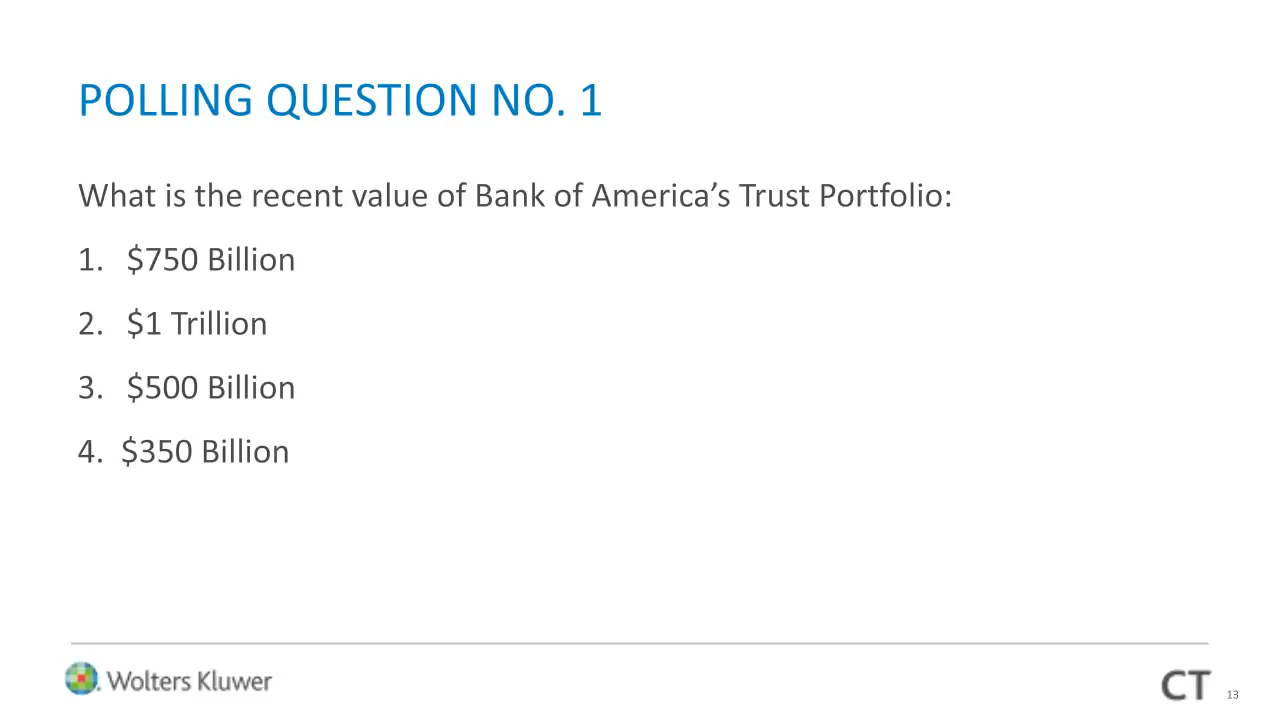 POLLING QUESTION NO. 1
What is the recent value of Bank of America’s Trust Portfolio:
1. $750 Billion
2. $1 Trillion
3. $500 Billion
4. $350 Billion
Wolters Kluwer
CT
13